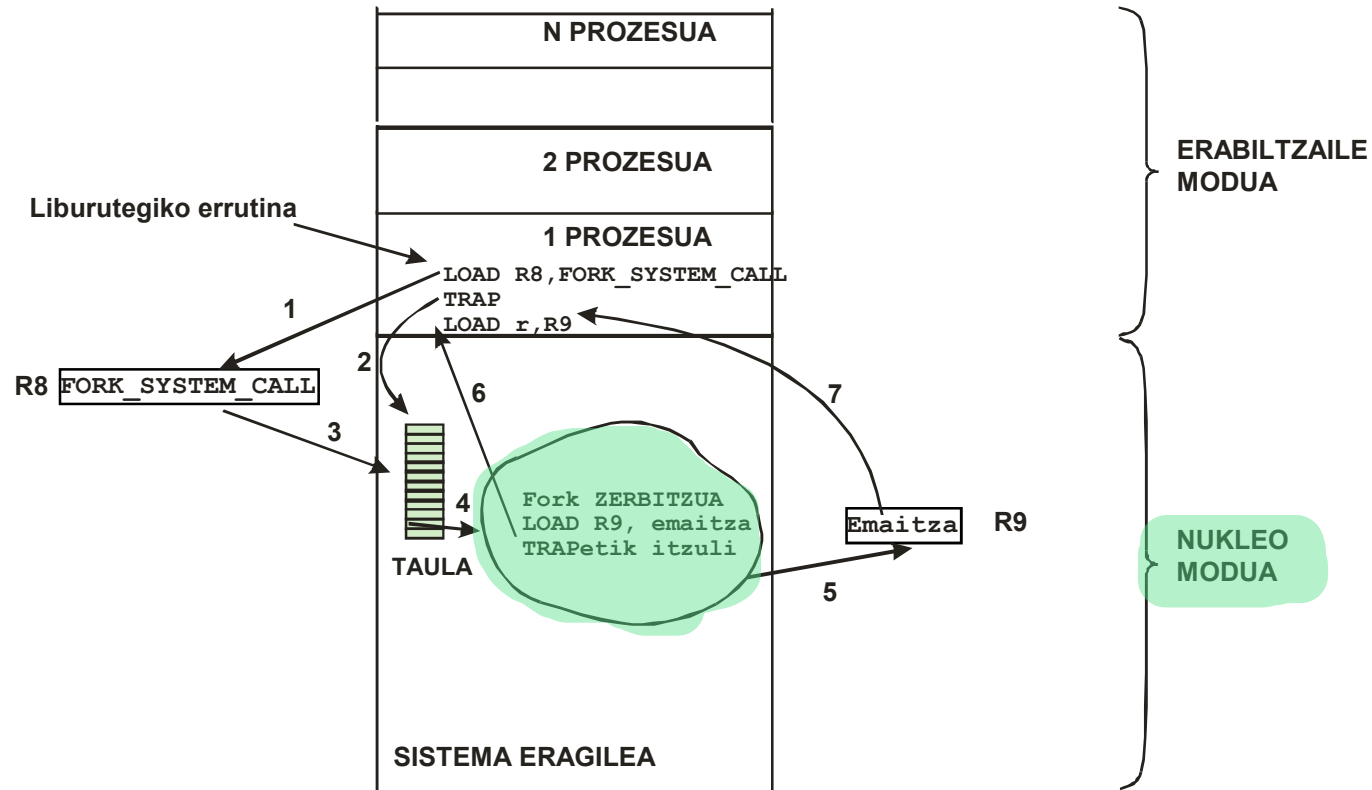 N PROZESUA
2 PROZESUA
ERABILTZAILE
MODUA
Liburutegiko errutina
1 PROZESUA
LOAD R8,FORK_SYSTEM_CALL
TRAP
LOAD r,R9
1
2
R8 FORK_SYSTEM_CALL
6
7
3
4
Fork ZERBITZUA
LOAD R9, emaitza
TRAPetik itzuli
Emaitza R9
TAULA
5
NUKLEO
MODUA
SISTEMA ERAGILEA